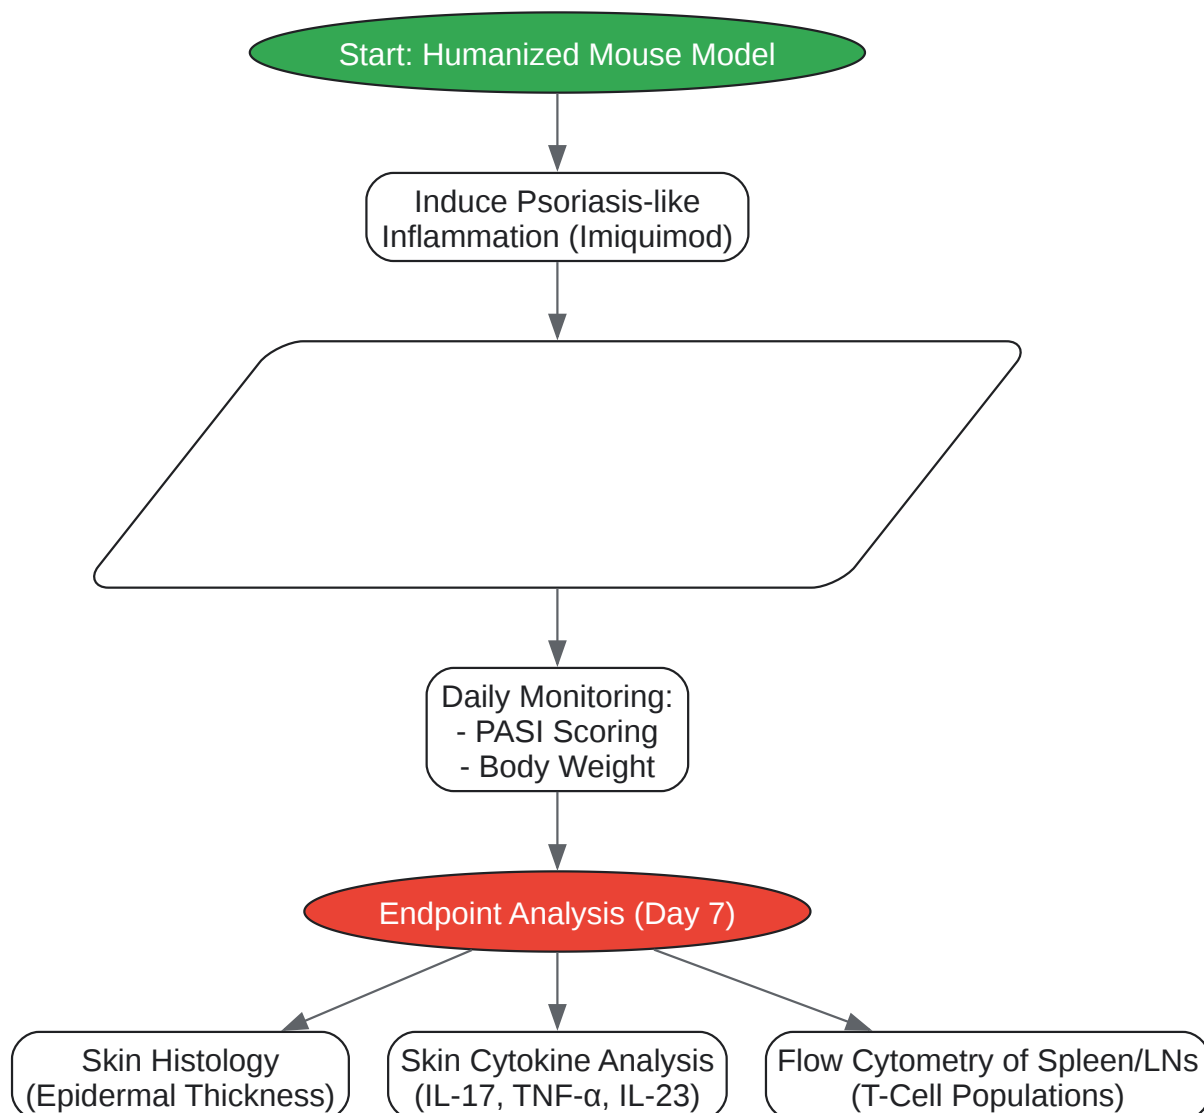 Start: Humanized Mouse Model
Induce Psoriasis-like
Inflammation (Imiquimod)
Daily Monitoring:
- PASI Scoring
- Body Weight
Endpoint Analysis (Day 7)
Skin Histology
(Epidermal Thickness)
Skin Cytokine Analysis
(IL-17, TNF-α, IL-23)
Flow Cytometry of Spleen/LNs
(T-Cell Populations)